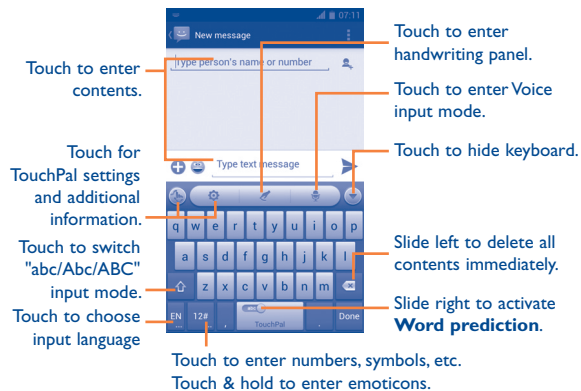 07:11
New message
Type person's name or number
Type text message
q w e r t y u i o p
a s d f g h j k l
z x c v b n m
EN 12# , TouchPal . Done
Touch to enter
contents.
Touch for
TouchPal settings
and additional
information.
Touch to switch
"abc/Abc/ABC"
input mode.
Touch to choose
input language
Touch to enter
handwriting panel.
Touch to enter Voice
input mode.
Touch to hide keyboard.
Slide left to delete all
contents immediately.
Slide right to activate
Word prediction.
Touch to enter numbers, symbols, etc.
Touch & hold to enter emoticons.